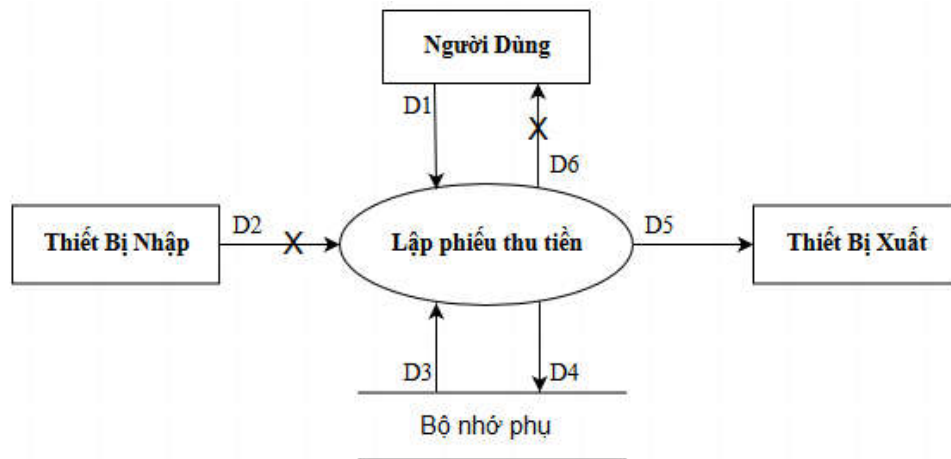 Người Dùng
D1
X
D6
Thiết Bị Nhập
D2
X
Lập phiếu thu tiền
D5
Thiết Bị Xuất
D3
D4
Bộ nhớ phụ